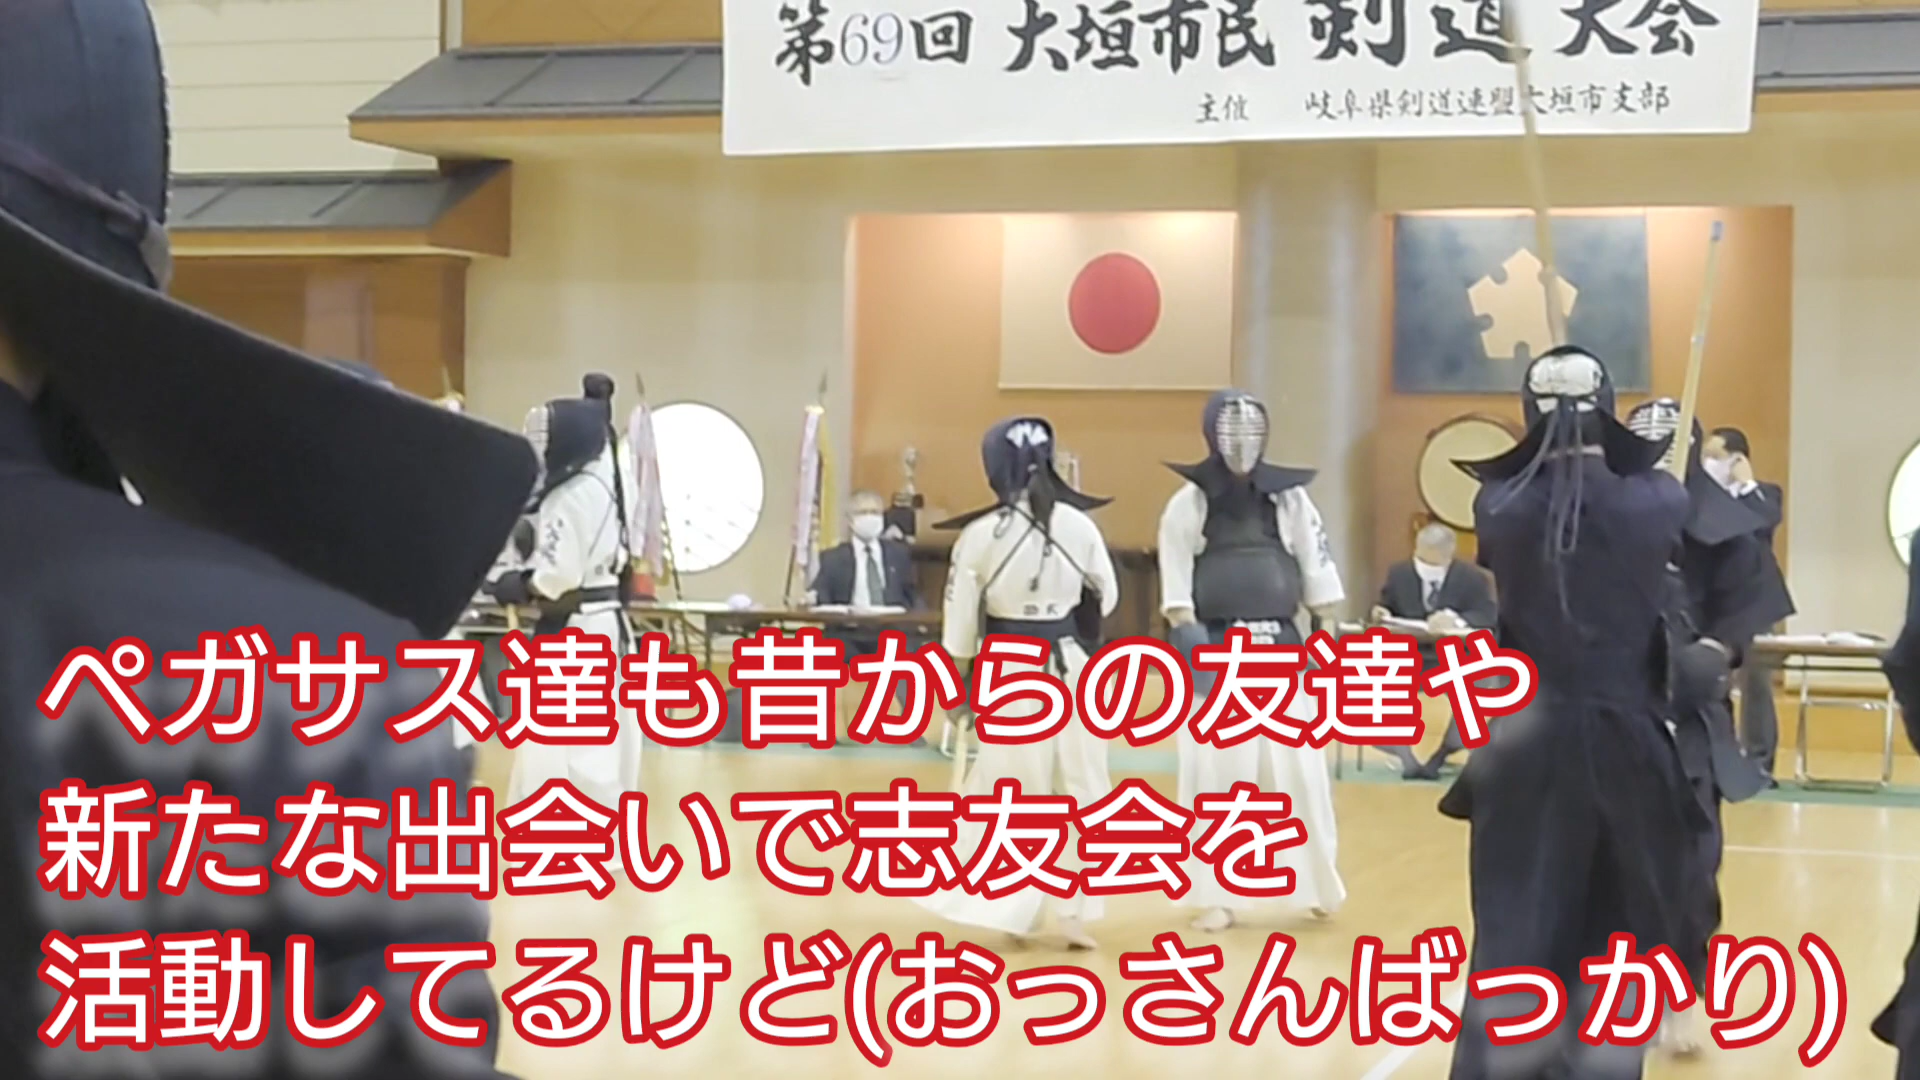 第69回 大垣市民 剣道 大会
主催 岐阜県剣道連盟大垣市支部
ペガサス達も昔からの友達や
新たな出会いで志友会を
活動してるけど(おっさんばっかり)